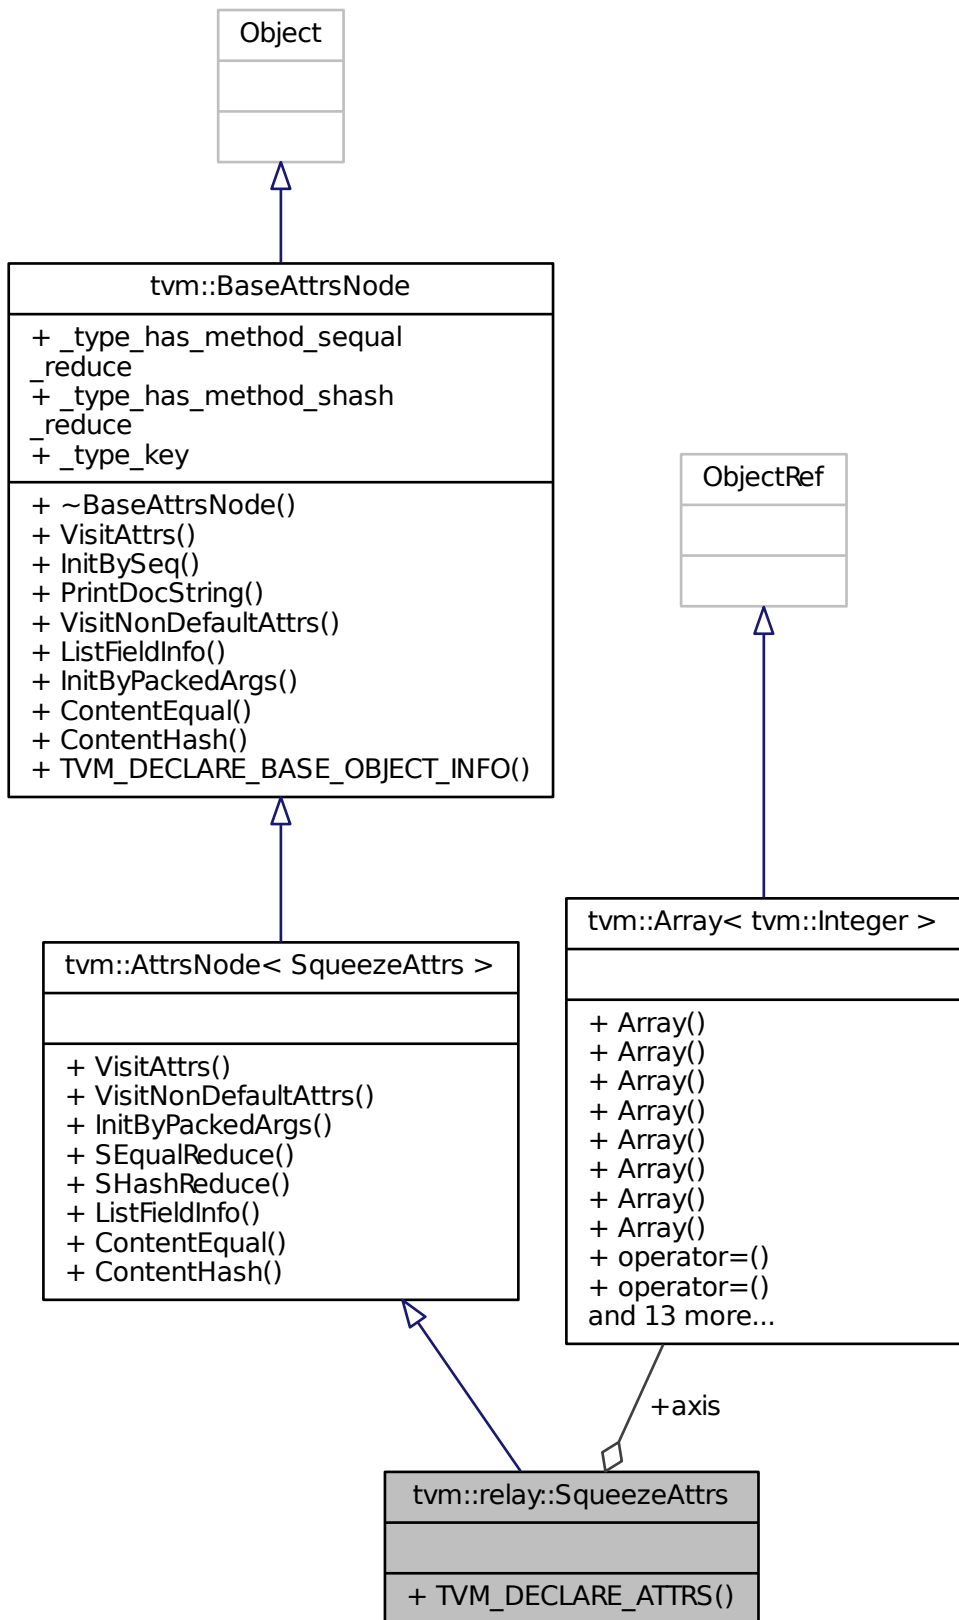 Object
tvm::BaseAttrsNode
+ _type_has_method_sequal
_reduce
+ _type_has_method_shash
_reduce
+ _type_key
+ ~BaseAttrsNode()
+ VisitAttrs()
+ InitBySeq()
+ PrintDocString()
+ VisitNonDefaultAttrs()
+ ListFieldInfo()
+ InitByPackedArgs()
+ ContentEqual()
+ ContentHash()
+ TVM_DECLARE_BASE_OBJECT_INFO()
ObjectRef
tvm::AttrsNode< SqueezeAttrs >
+ VisitAttrs()
+ VisitNonDefaultAttrs()
+ InitByPackedArgs()
+ SEqualReduce()
+ SHashReduce()
+ ListFieldInfo()
+ ContentEqual()
+ ContentHash()
tvm::Array< tvm::Integer >
+ Array()
+ Array()
+ Array()
+ Array()
+ Array()
+ Array()
+ Array()
+ Array()
+ operator=()
+ operator=()
and 13 more...
+axis
tvm::relay::SqueezeAttrs
+ TVM_DECLARE_ATTRS()